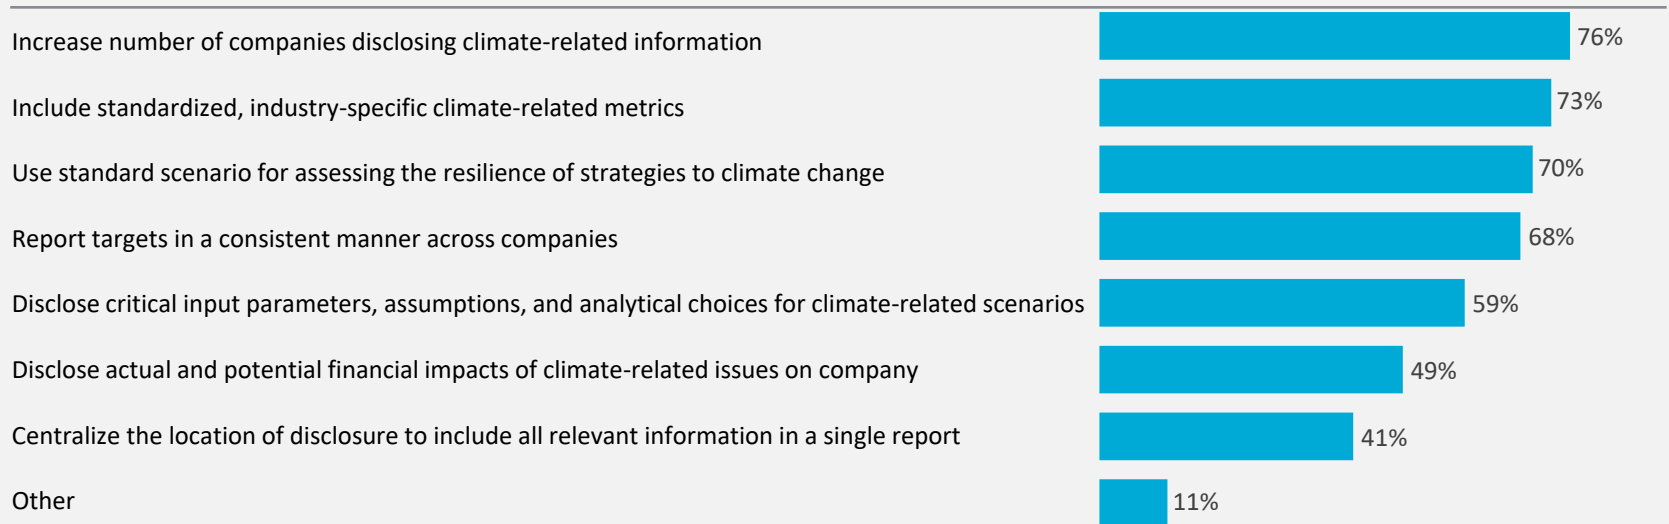 Increase number of companies disclosing climate-related information 76%
Include standardized, industry-specific climate-related metrics 73%
Use standard scenario for assessing the resilience of strategies to climate change 70%
Report targets in a consistent manner across companies 68%
Disclose critical input parameters, assumptions, and analytical choices for climate-related scenarios 59%
Disclose actual and potential financial impacts of climate-related issues on company 49%
Centralize the location of disclosure to include all relevant information in a single report 41%
Other 11%